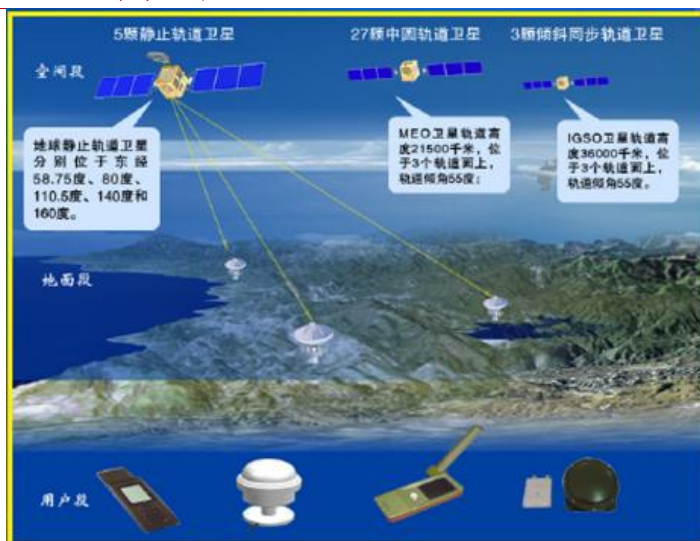 5颗静止轨道卫星
27颗中圆轨道卫星
3颗倾斜同步轨道卫星
空间段
地球静止轨道卫星
分别位于东经
58.75度、80度、
110.5度、140度和
160度。
MEO卫星轨道高
度21500千米，位
于3个轨道面上，
轨道倾角55度；
IGSO卫星轨道高
度36000千米，位
于3个轨道面上，
轨道倾角55度。
地面段
用户段